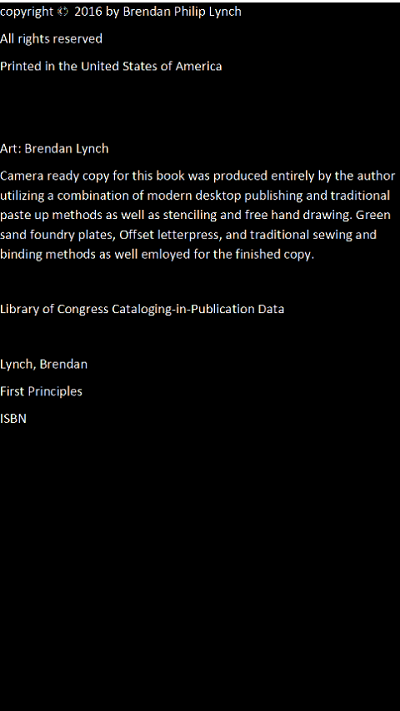 copyright © 2016 by Brendan Philip Lynch
All rights reserved
Printed in the United States of America
Art: Brendan Lynch
Camera ready copy for this book was produced entirely by the author
utilizing a combination of modern desktop publishing and traditional
paste up methods as well as stenciling and free hand drawing. Green
sand foundry plates, Offset letterpress, and traditional sewing and
binding methods as well emloyed for the finished copy.
Library of Congress Cataloging-in-Publication Data
Lynch, Brendan
First Principles
ISBN